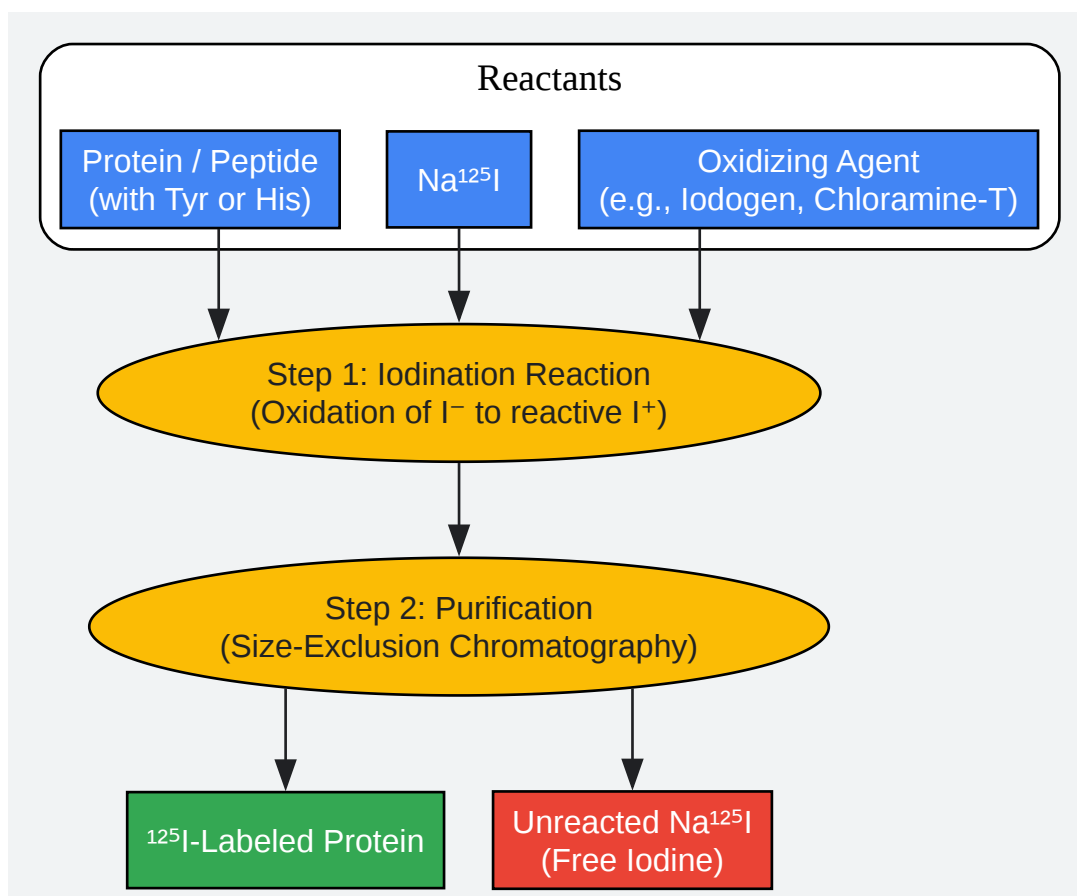 Reactants
Protein / Peptide
(with Tyr or His)
Na¹²⁵I
Oxidizing Agent
(e.g., Iodogen, Chloramine-T)
Step 1: Iodination Reaction
(Oxidation of I⁻ to reactive I⁺)
Step 2: Purification
(Size-Exclusion Chromatography)
¹²⁵I-Labeled Protein
Unreacted Na¹²⁵I
(Free Iodine)